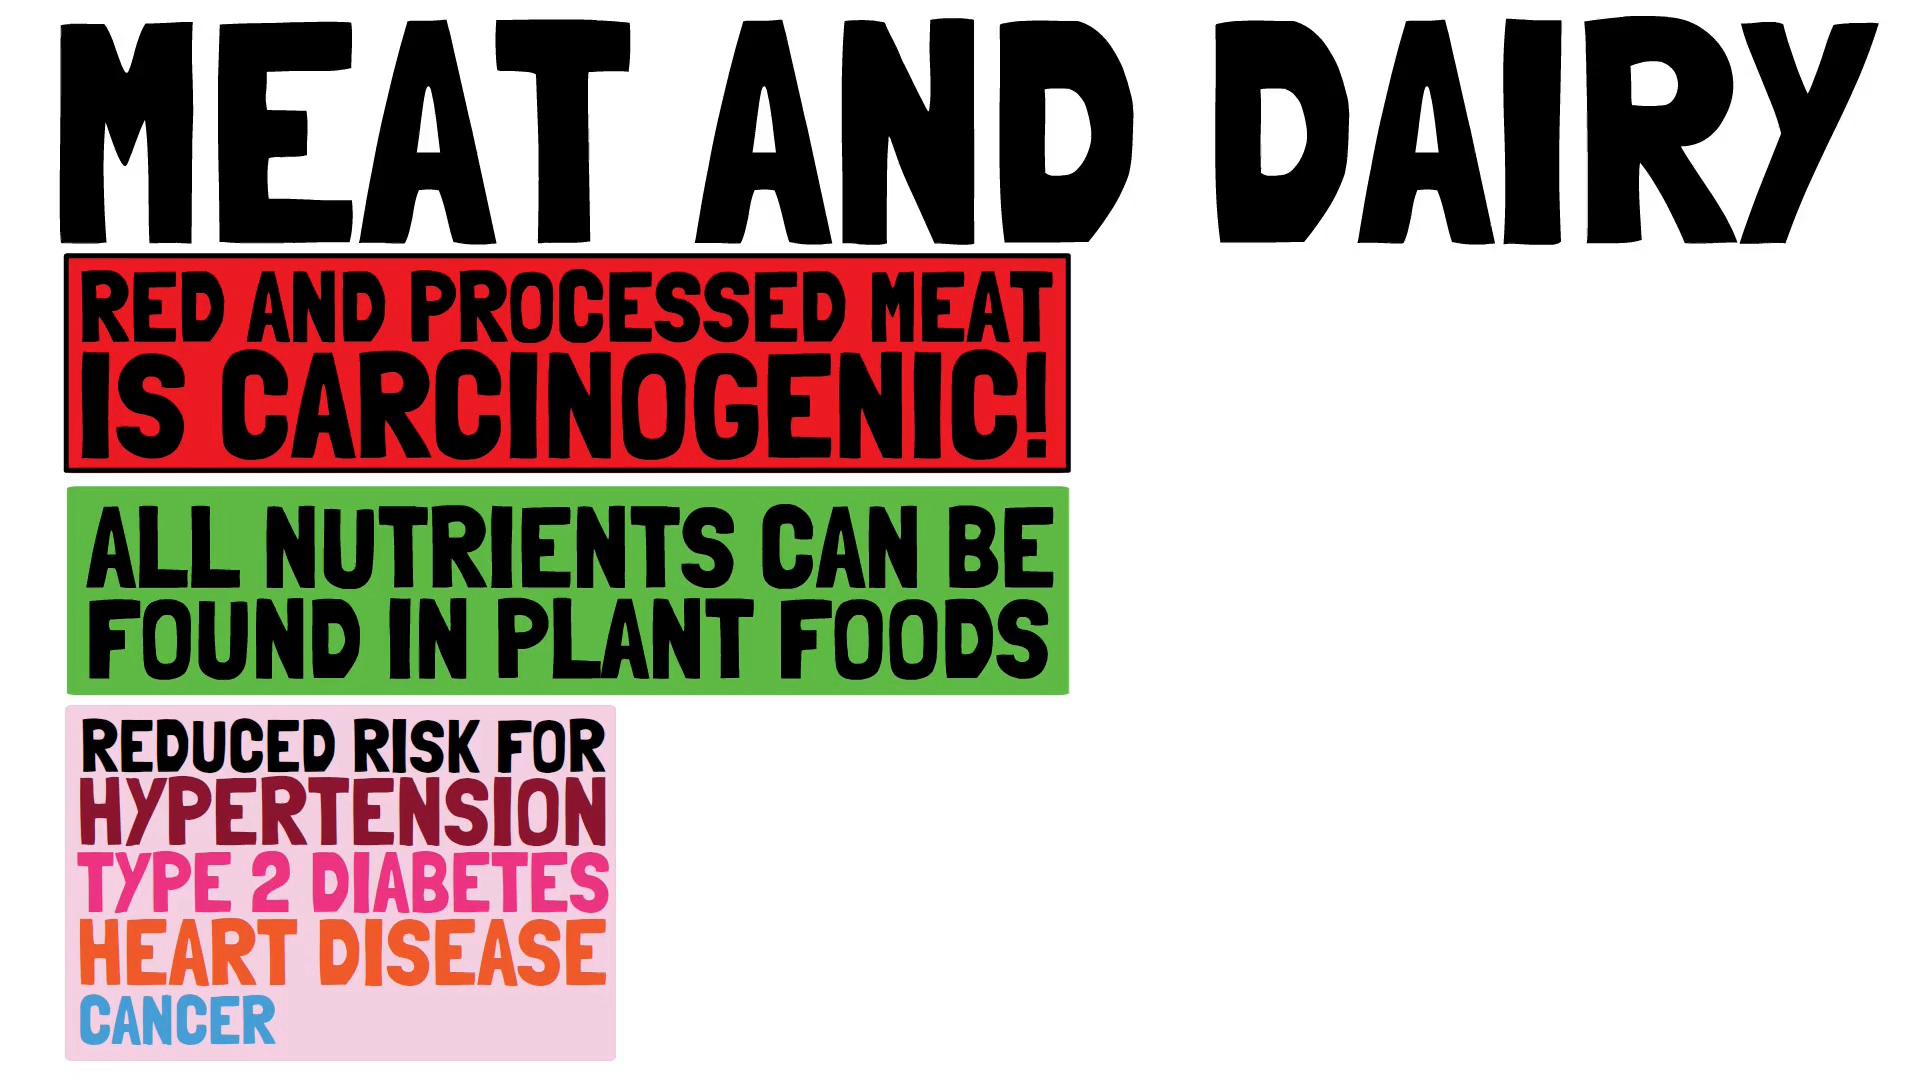 MEAT AND DAIRY
RED AND PROCESSED MEAT
IS CARCINOGENIC!
ALL NUTRIENTS CAN BE
FOUND IN PLANT FOODS
REDUCED RISK FOR
HYPERTENSION
TYPE 2 DIABETES
HEART DISEASE
CANCER